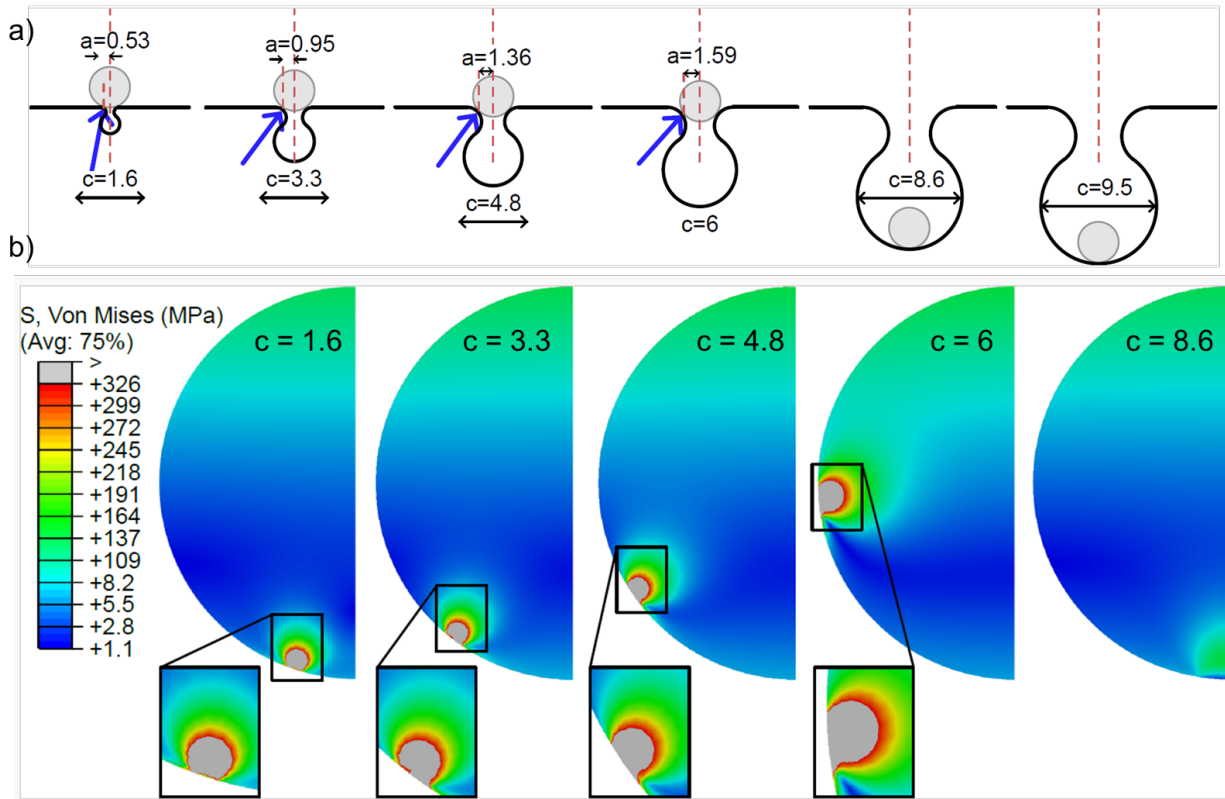 a)
a=0.53
a=0.95
a=1.36
a=1.59
c=1.6
c=3.3
c=4.8
c=6
c=8.6
c=9.5
b)
S, Von Mises (MPa)
(Avg: 75%)
>
+326
+299
+272
+245
+218
+191
+164
+137
+109
+8.2
+5.5
+2.8
+1.1
c = 1.6
c = 3.3
c = 4.8
c = 6
c = 8.6